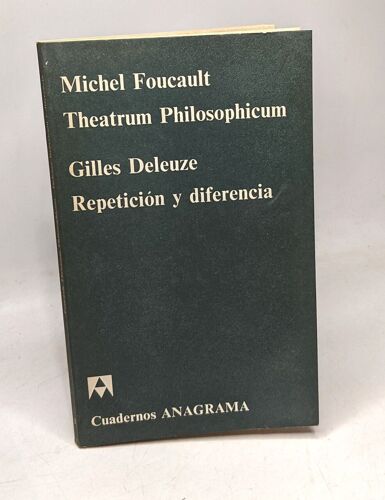 Michel Foucault
Theatrum Philosophicum
Gilles Deleuze
Repetición y diferencia
Cuadernos ANAGRAMA